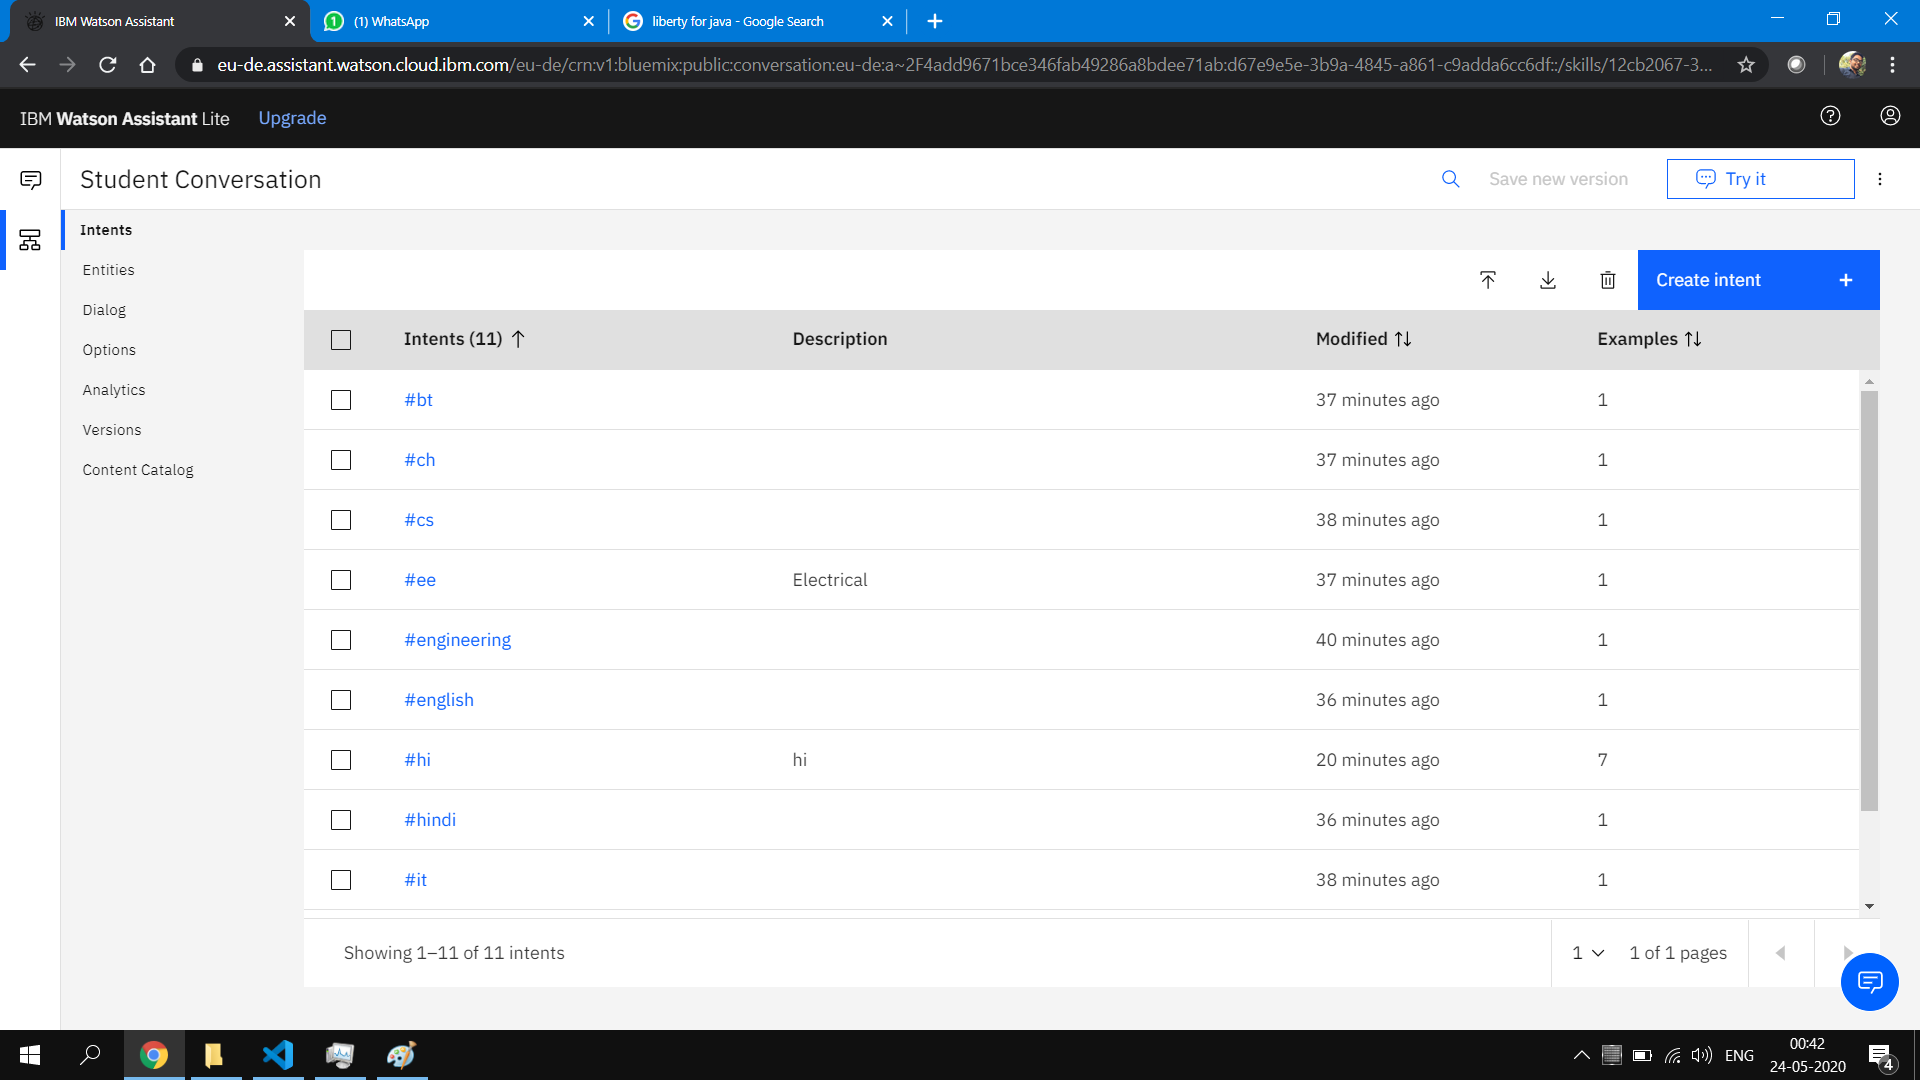 IBM Watson Assistant
(1) WhatsApp
liberty for java - Google Search
eu-de.assistant.watson.cloud.ibm.com/eu-de/crn:v1:bluemix:public:conversation:eu-de:a~2F4add9671bce346fab49286a8bdee71ab:d67e9e5e-3b9a-4845-a861-c9adda6cc6df::/skills/12cb2067-3...
IBM Watson Assistant Lite Upgrade
Student Conversation
Save new version
Try it
Intents
Entities
Dialog
Options
Analytics
Versions
Content Catalog
Create intent
Intents (11) Description Modified Examples
#bt 37 minutes ago 1
#ch 37 minutes ago 1
#cs 38 minutes ago 1
#ee Electrical 37 minutes ago 1
#engineering 40 minutes ago 1
#english 36 minutes ago 1
#hi hi 20 minutes ago 7
#hindi 36 minutes ago 1
#it 38 minutes ago 1
Showing 1–11 of 11 intents 1 1 of 1 pages
ENG
00:42
24-05-2020
4